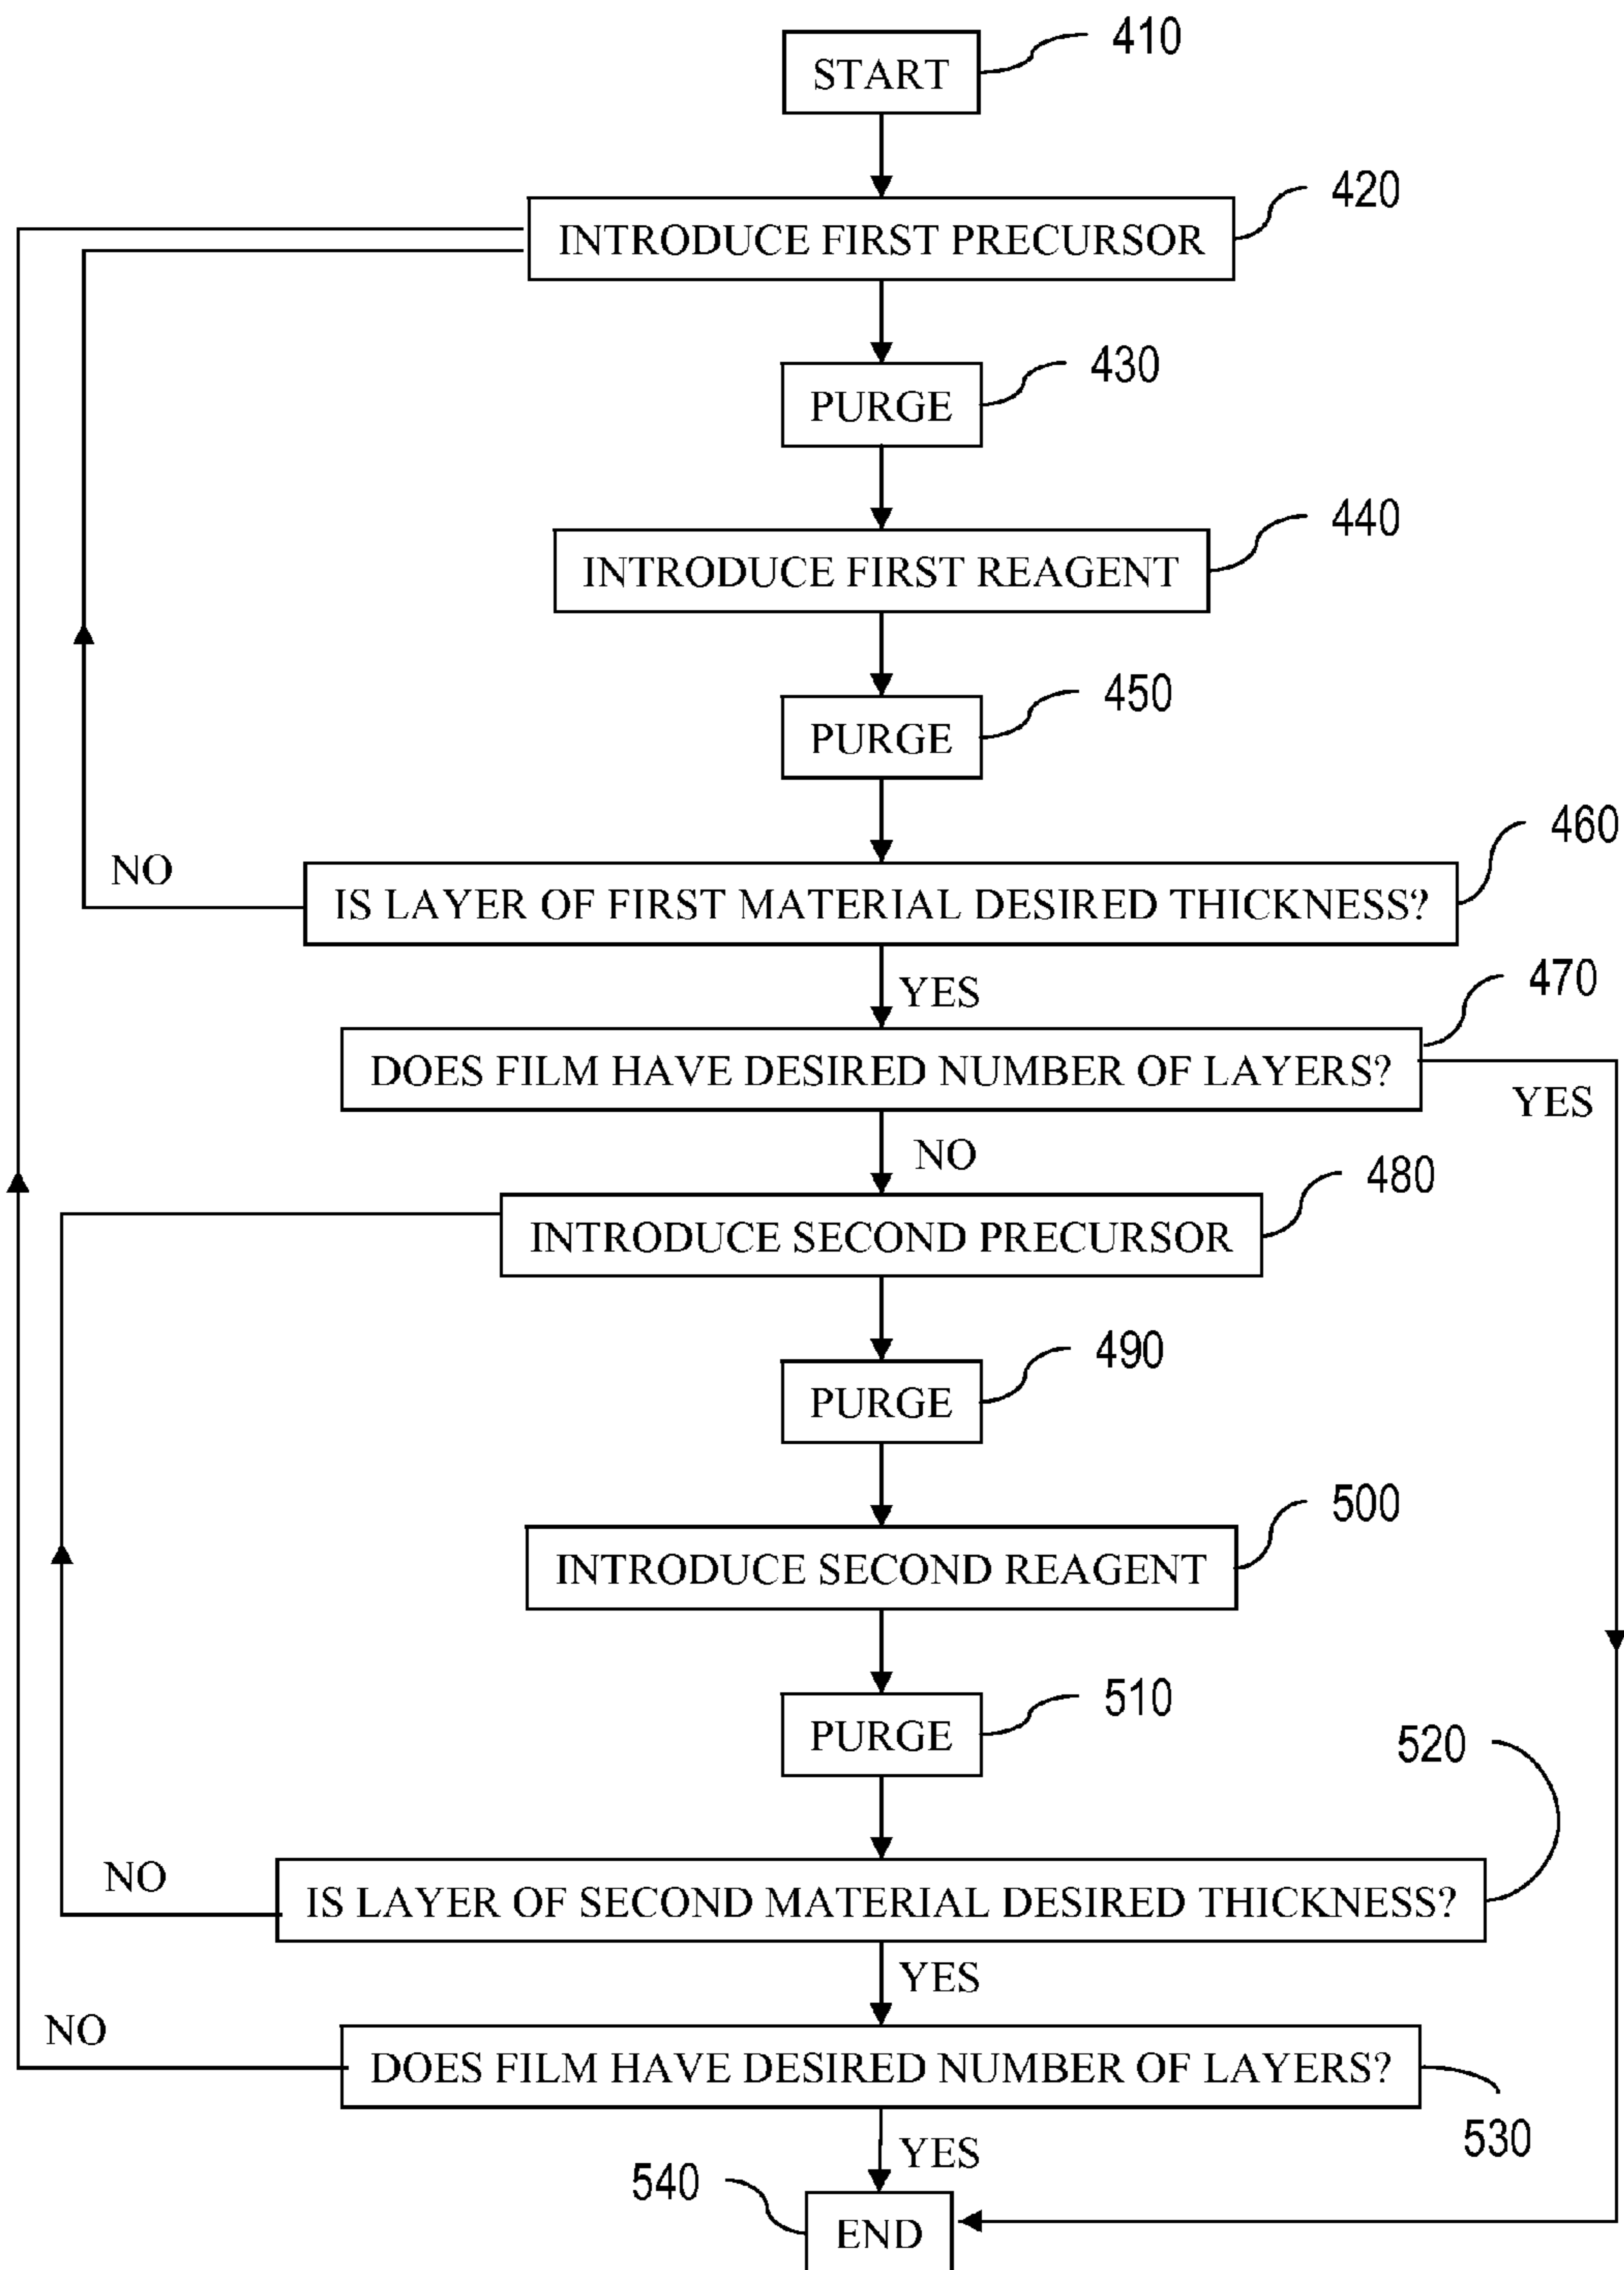 410
START
420
INTRODUCE FIRST PRECURSOR
430
PURGE
440
INTRODUCE FIRST REAGENT
450
PURGE
460
NO
IS LAYER OF FIRST MATERIAL DESIRED THICKNESS?
YES
470
DOES FILM HAVE DESIRED NUMBER OF LAYERS?
YES
NO
480
INTRODUCE SECOND PRECURSOR
490
PURGE
500
INTRODUCE SECOND REAGENT
510
PURGE
520
NO
IS LAYER OF SECOND MATERIAL DESIRED THICKNESS?
YES
NO
DOES FILM HAVE DESIRED NUMBER OF LAYERS?
530
YES
540
END